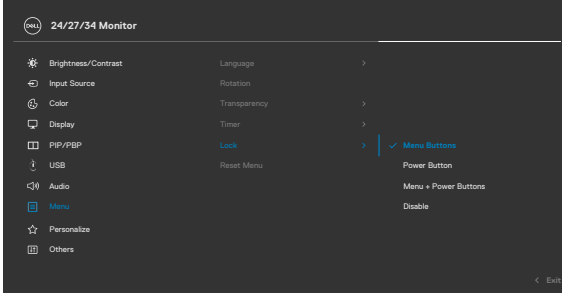 DELL 24/27/34 Monitor
Brightness/Contrast Language
Input Source Rotation
Color Transparency
Display Timer
PIP/PBP Lock Menu Buttons
USB Reset Menu Power Button
Audio Menu + Power Buttons
Menu Disable
Personalize
Others
Exit